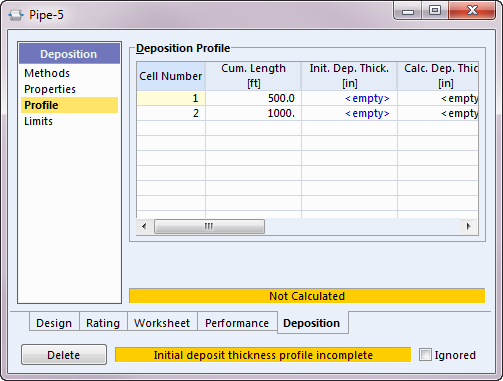 Pipe-5
Deposition
Methods
Properties
Profile
Limits
Deposition Profile
Cell Number Cum. Length [ft] Init. Dep. Thick. [in] Calc. Dep. Thic [in]
1 500.0 <empty> <empty
2 1000. <empty> <empty
Not Calculated
Design Rating Worksheet Performance Deposition
Delete Initial deposit thickness profile incomplete Ignored